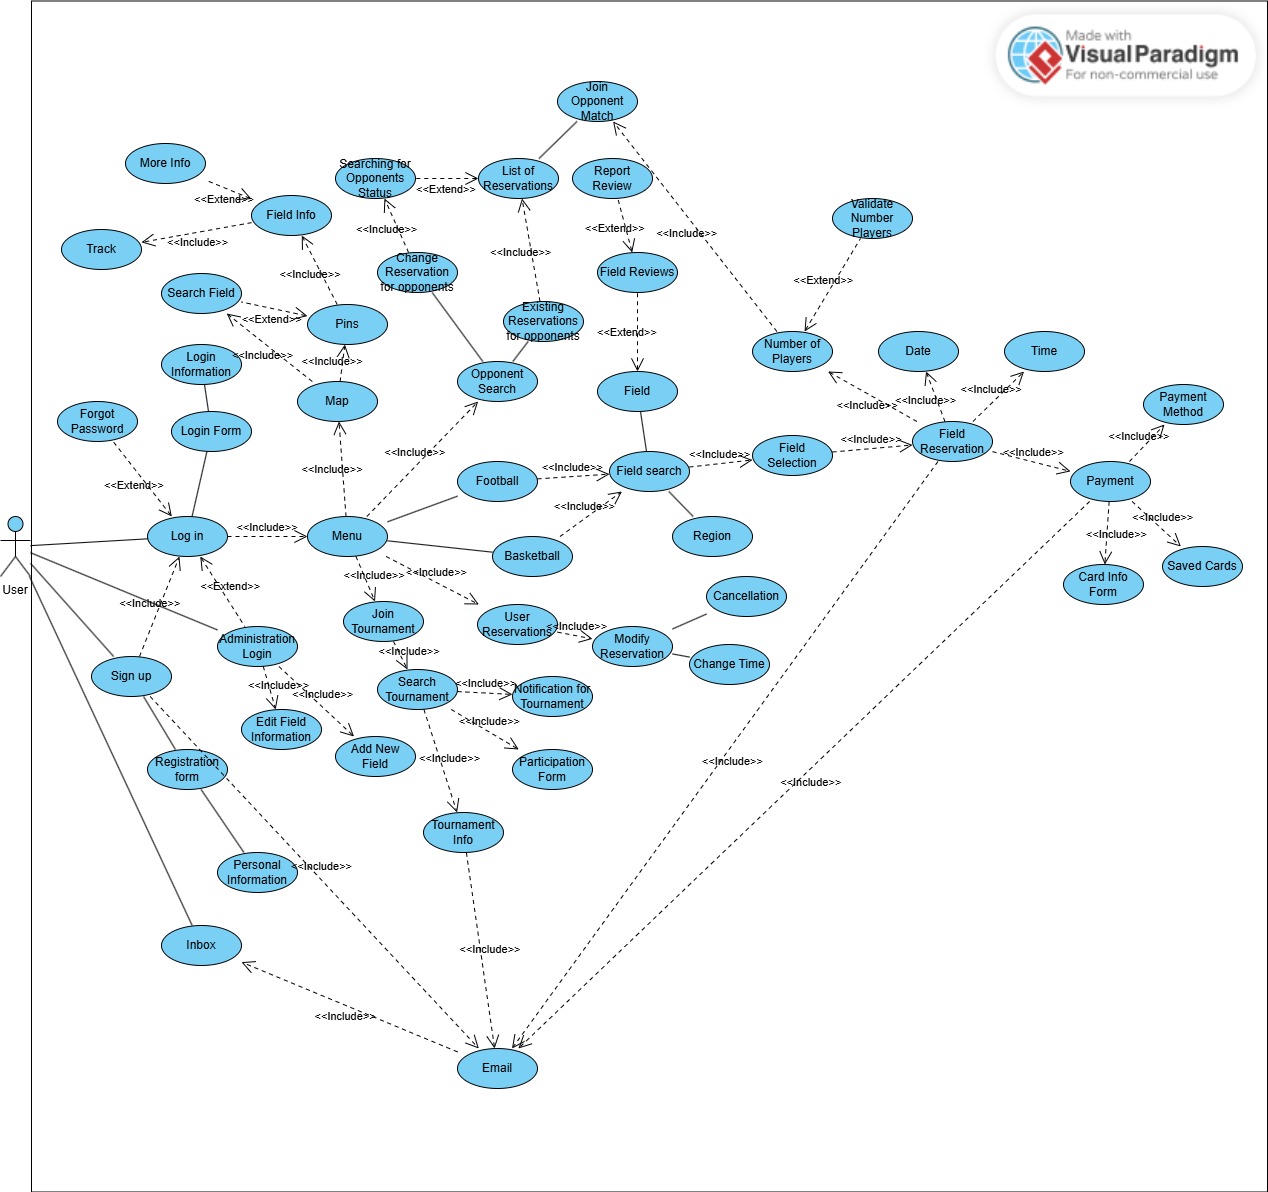 Made with
Visual Paradigm
For non-commercial use
Join
Opponent
Match
More Info
Searching for
Opponents
Status
<<Extend>>
List of
Reservations
Report
Review
<<Extend>>
Field Info
Validate
Number
Players
Track
<<Include>>
<<Include>>
<<Extend>>
<<Include>>
<<Include>>
<<Include>>
Change
Reservation
for opponents
Field Reviews
<<Extend>>
Search Field
<<Extend>>
Pins
Existing
Reservations
for opponents
<<Extend>>
Number of
Players
Date
Time
Login
Information
<<Include>>
<<Include>>
Opponent
Search
Field
Map
<<Include>>
<<Include>>
<<Include>>
Payment
Method
Forgot
Password
Login Form
<<Include>>
Field
Reservation
<<Include>>
Field
Selection
<<Include>>
<<Include>>
<<Include>>
<<Include>>
Field search
<<Include>>
Football
<<Include>>
Payment
<<Extend>>
<<Include>>
<<Include>>
Log in
<<Include>>
Menu
Region
<<Include>>
Basketball
Saved Cards
Card Info
Form
User
<<Include>>
<<Include>>
<<Extend>>
<<Include>>
Cancellation
Join
Tournament
User
Reservations
<<Include>>
Modify
Reservation
Administration
Login
<<Include>>
Change Time
Sign up
<<Include>>
<<Include>>
Search
Tournament
<<Include>>
Notification for
Tournament
Edit Field
Information
<<Include>>
Add New
Field
<<Include>>
Participation
Form
Registration
form
<<Include>>
<<Include>>
Tournament
Info
Personal
Information
<<Include>>
Inbox
<<Include>>
<<Include>>
Email